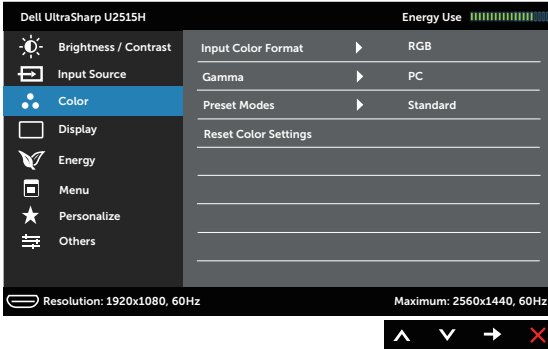 Dell UltraSharp U2515H Energy Use
Brightness / Contrast
Input Source
Color
Display
Energy
Menu
Personalize
Others
Input Color Format RGB
Gamma PC
Preset Modes Standard
Reset Color Settings
Resolution: 1920x1080, 60Hz Maximum: 2560x1440, 60Hz